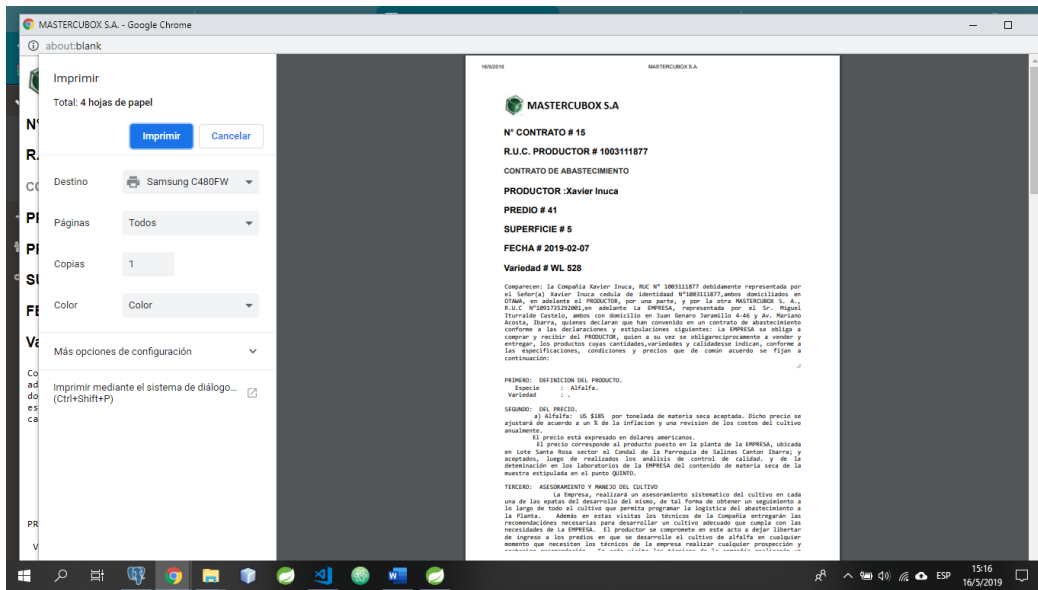 MASTERCUBOX S.A. - Google Chrome
about:blank
Imprimir
Total: 4 hojas de papel
Imprimir Cancelar
Destino Samsung C480FW
Páginas Todos
Copias 1
Color Color
Más opciones de configuración
Imprimir mediante el sistema de diálogo...
(Ctrl+Shift+P)
16/5/2019 MASTERCUBOX S.A.
MASTERCUBOX S.A
N° CONTRATO # 15
R.U.C. PRODUCTOR # 1003111877
CONTRATO DE ABASTECIMIENTO
PRODUCTOR :Xavier Inuca
PREDIO # 41
SUPERFICIE # 5
FECHA # 2019-02-07
Variedad # WL 528
Comparecen: la Compañia Xavier Inuca, RUC N° 1003111877 debidamente representada por
el Señor(a) Xavier Inuca cedula de identidaad N°1003111877,ambos domiciliados en
OTAWA, en adelante el PRODUCTOR, por una parte, y por la otra MASTERCUBOX S. A.,
R.U.C N°1091735292001,en adelante La EMPRESA, representada por el Sr. Miguel
Iturralde Castelo, ambos con domicilio en Juan Genaro Jaramillo 4-46 y Av. Mariano
Acosta, Ibarra, quienes declaran que han convenido en un contrato de abastecimiento
conforme a las declaraciones y estipulaciones siguientes: La EMPRESA se obliga a
comprar y recibir del PRODUCTOR, quien a su vez se obligareciprocamente a vender y
entregar, los productos cuyas cantidades,variedades y calidadesse indican, conforme a
las especificaciones, condiciones y precios que de común acuerdo se fijan a
continuación:
PRIMERO: DEFINICION DEL PRODUCTO.
Especie : Alfalfa.
Variedad : .
SEGUNDO: DEL PRECIO.
a) Alfalfa: US $185 por tonelada de materia seca aceptada. Dicho precio se
ajustará de acuerdo a un % de la inflacion y una revision de los costos del cultivo
anualmente.
El precio está expresado en dolares americanos.
El precio corresponde al producto puesto en la planta de la EMPRESA, ubicada
en Lote Santa Rosa sector el Condal de la Parroquia de Salinas Canton Ibarra; y
aceptados, luego de realizados los análisis de control de calidad. y de la
deteminación en los laboratorios de la EMPRESA del contenido de materia seca de la
muestra estipulada en el punto QUINTO.
TERCERO: ASESORAMIENTO Y MANEJO DEL CULTIVO
La Empresa, realizará un asesoramiento sistematico del cultivo en cada
una de las epatas del desarrollo del mismo, de tal forma de obtener un seguimiento a
lo largo de todo el cultivo que permita programar la logistica del abastecimiento a
la Planta. Además en estas visitas los técnicos de la Compañia entregarán las
recomendaciónes necesarias para desarrollar un cultivo adecuado que cumpla con las
necesidades de La EMPRESA. El productor se compromete en este acto a dejar libertar
de ingreso a los predios en que se desarrolle el cultivo de alfalfa en cualquier
momento que necesiten los técnicos de la empresa realizar cualquier prospección y
ESP
15:16
16/5/2019